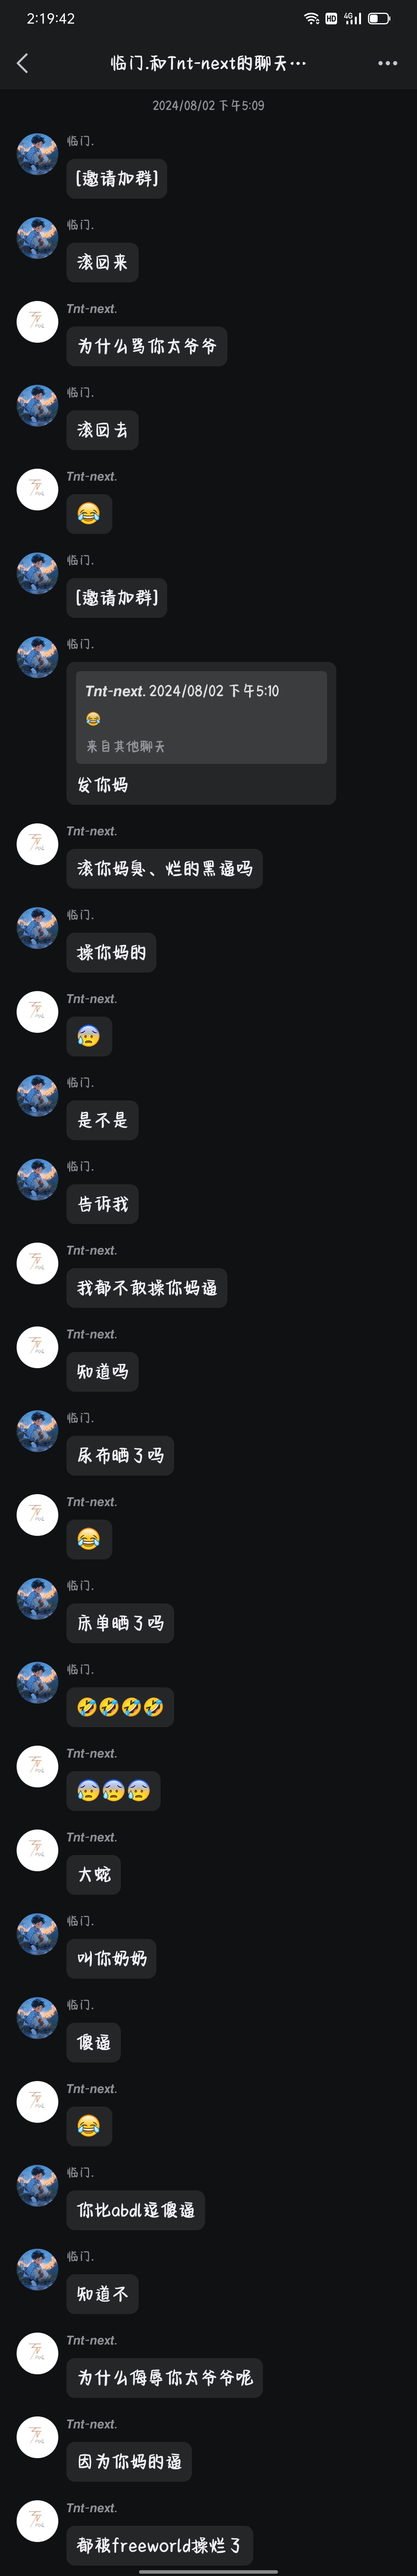 2:19:42
HD
4G
临门.和Tnt-next的聊天…
2024/08/02 下午5:09
临门.
[邀请加群]
临门.
滚回来
Tnt-next.
为什么骂你太爷爷
临门.
滚回去
Tnt-next.
😂
临门.
[邀请加群]
临门.
Tnt-next. 2024/08/02 下午5:10
😂
来自其他聊天
发你妈
Tnt-next.
滚你妈臭、烂的黑逼吗
临门.
操你妈的
Tnt-next.
😰
临门.
是不是
临门.
告诉我
Tnt-next.
我都不敢操你妈逼
Tnt-next.
知道吗
临门.
尿布晒了吗
Tnt-next.
😂
临门.
床单晒了吗
临门.
🤣🤣🤣🤣
Tnt-next.
😰😰😰
Tnt-next.
大蛇
临门.
叫你奶奶
临门.
傻逼
Tnt-next.
😂
临门.
你比abdl逗傻逼
临门.
知道不
Tnt-next.
为什么侮辱你太爷爷呢
Tnt-next.
因为你妈的逼
Tnt-next.
都被freeworld操烂了